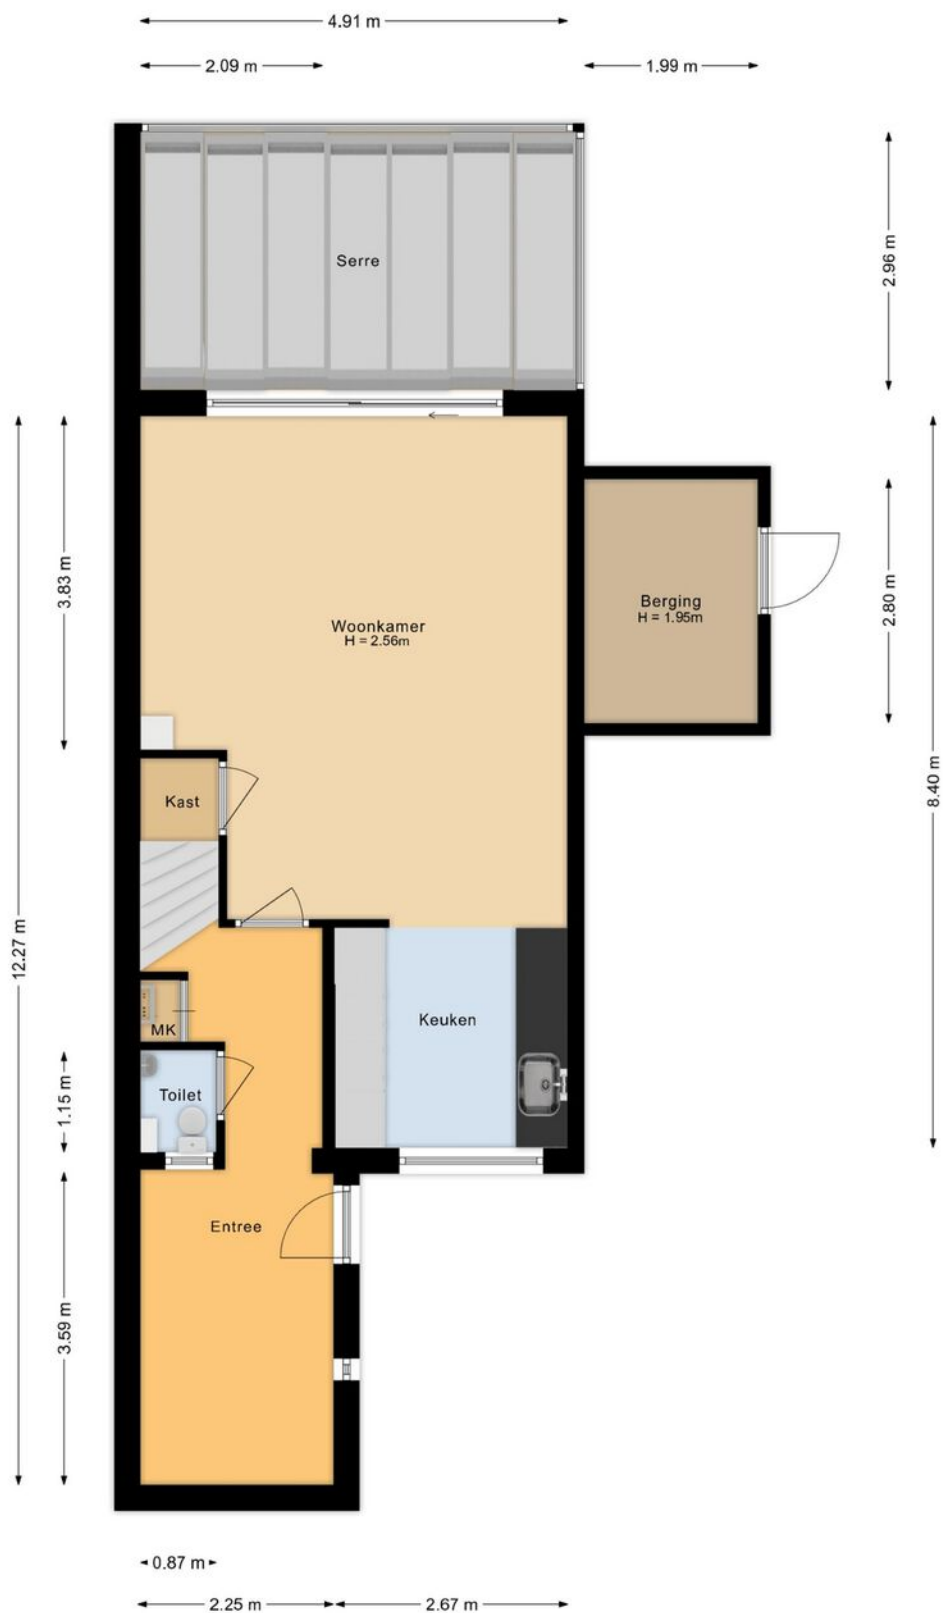 4.91 m
2.09 m
1.99 m
Serre
2.96 m
3.83 m
Woonkamer
H = 2.56m
Berging
H = 1.95m
2.80 m
8.40 m
Kast
12.27 m
MK
Keuken
Toilet
1.15 m
Entree
3.59 m
0.87 m
2.25 m
2.67 m